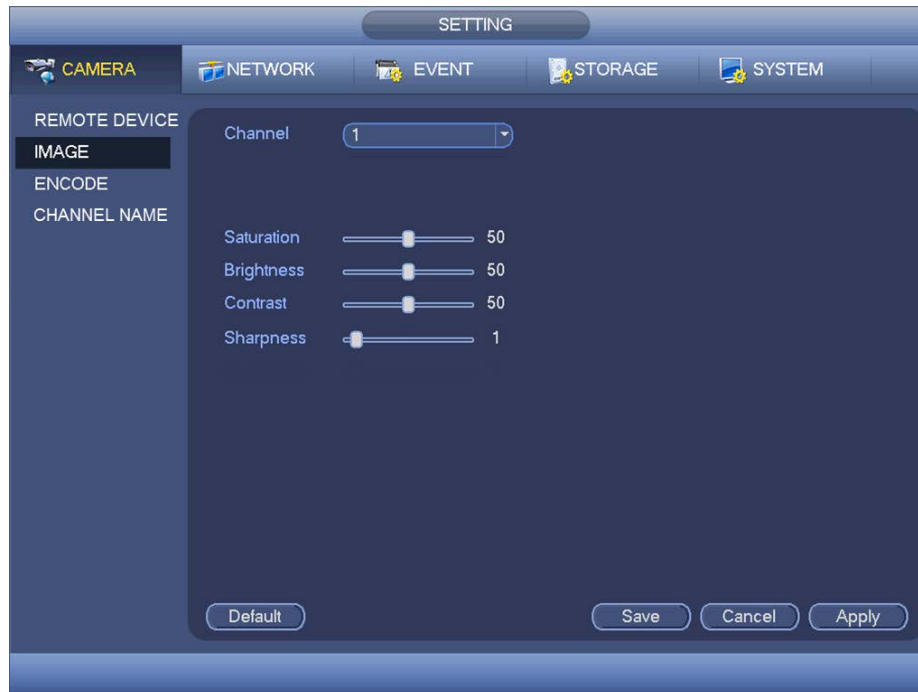 SETTING
CAMERA NETWORK EVENT STORAGE SYSTEM
REMOTE DEVICE
IMAGE
ENCODE
CHANNEL NAME
Channel 1
Saturation 50
Brightness 50
Contrast 50
Sharpness 1
Default Save Cancel Apply